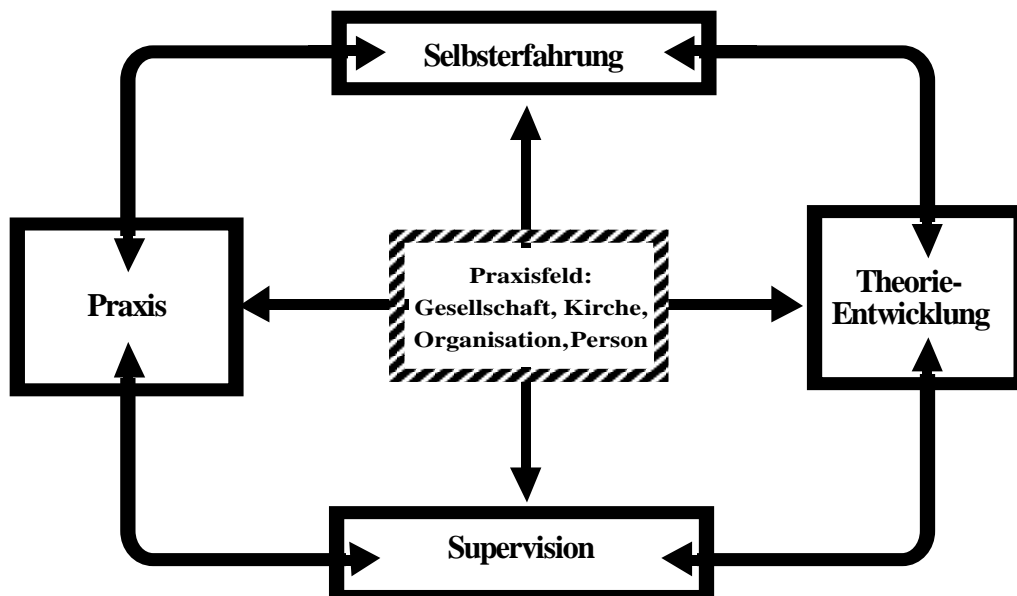 Selbsterfahrung
Praxis
Praxisfeld:
Gesellschaft, Kirche,
Organisation,Person
Theorie-
Entwicklung
Supervision